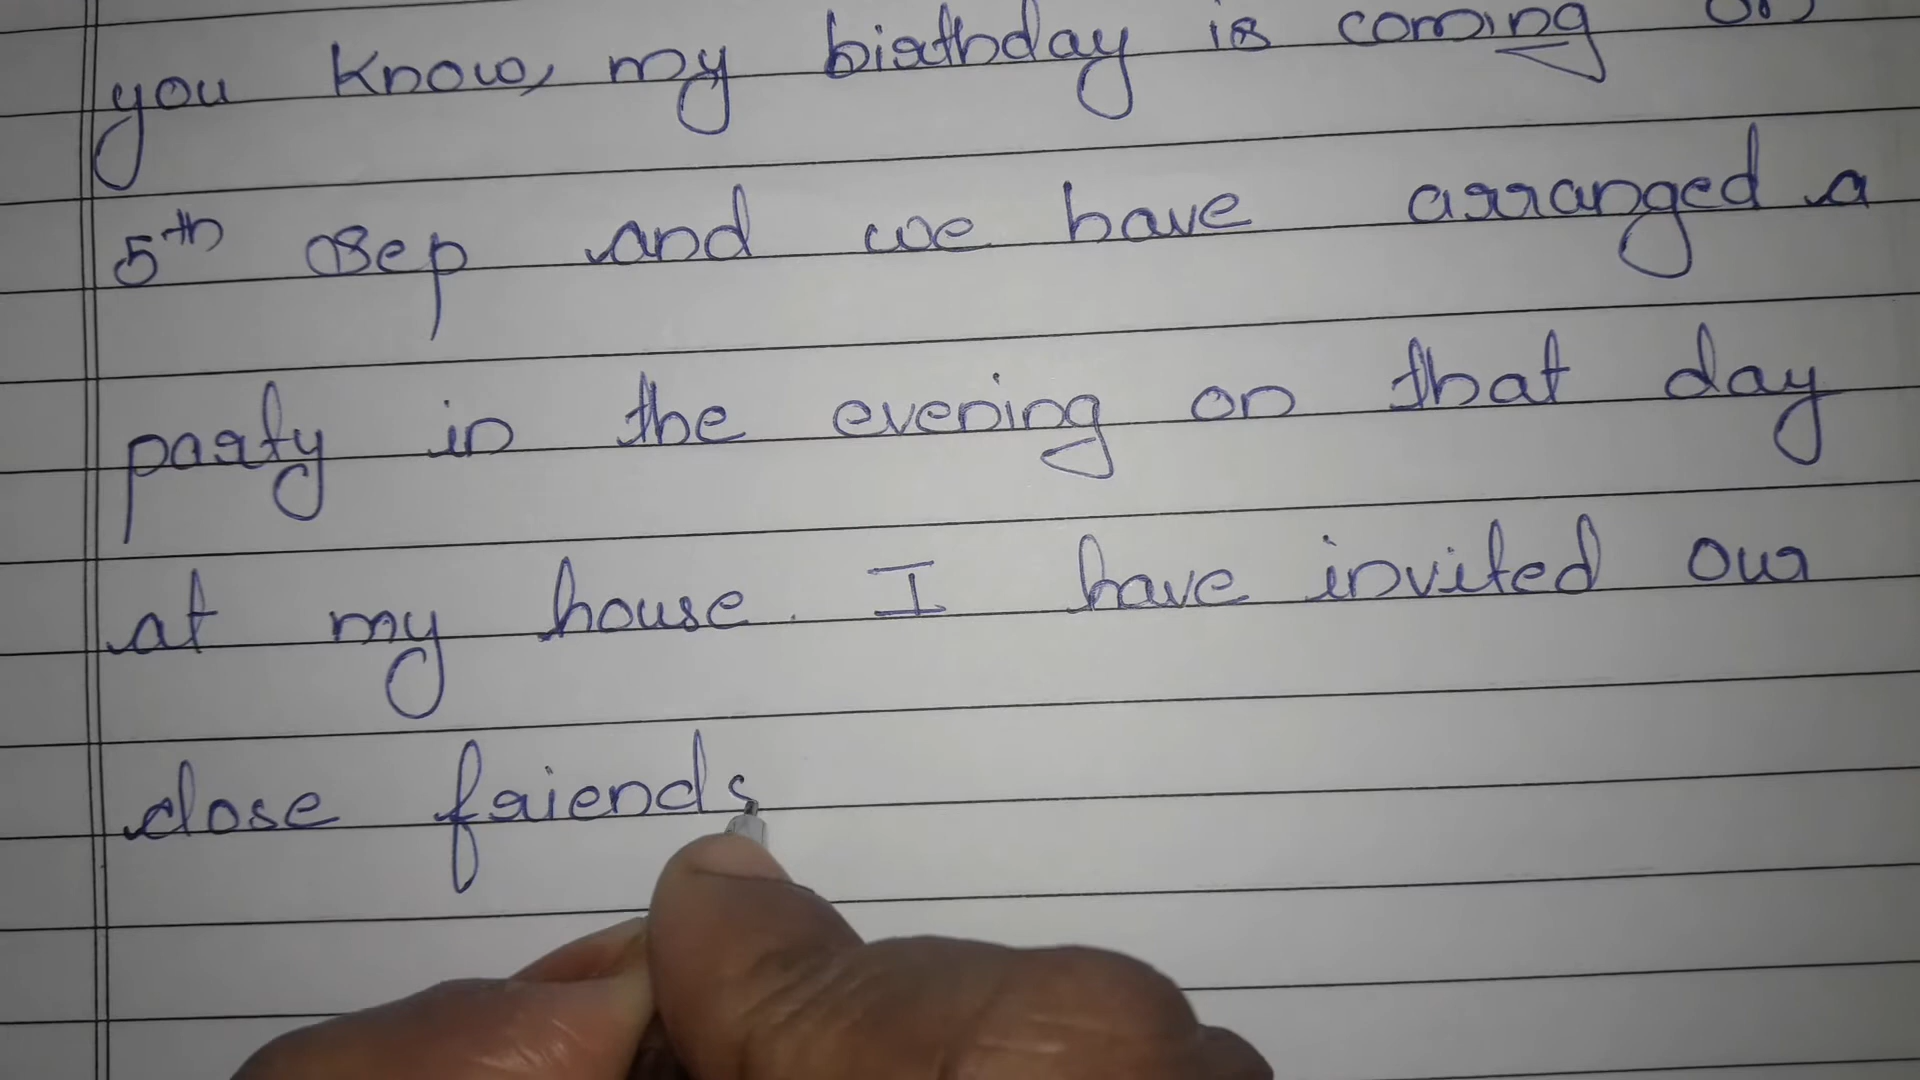 you know, my birthday is coming on
5th Sep and we have arranged a
party in the evening on that day
at my house. I have invited our
close friends